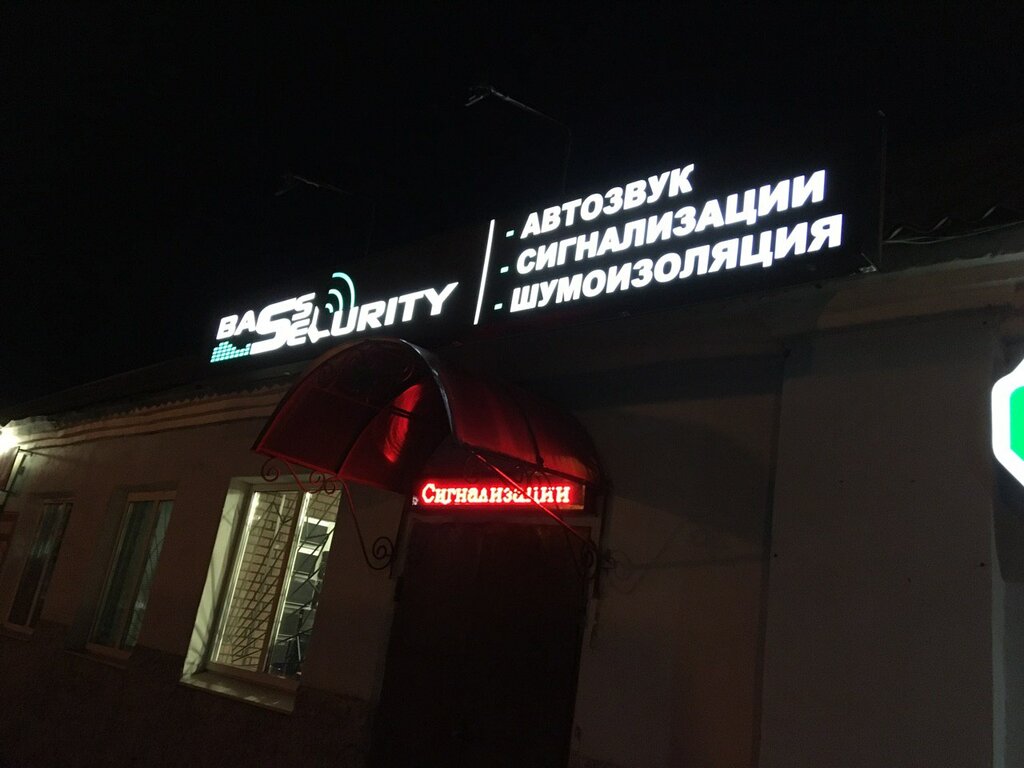 BASS
SECURITY
- АВТОЗВУК
- СИГНАЛИЗАЦИИ
- ШУМОИЗОЛЯЦИЯ
Сигнализации